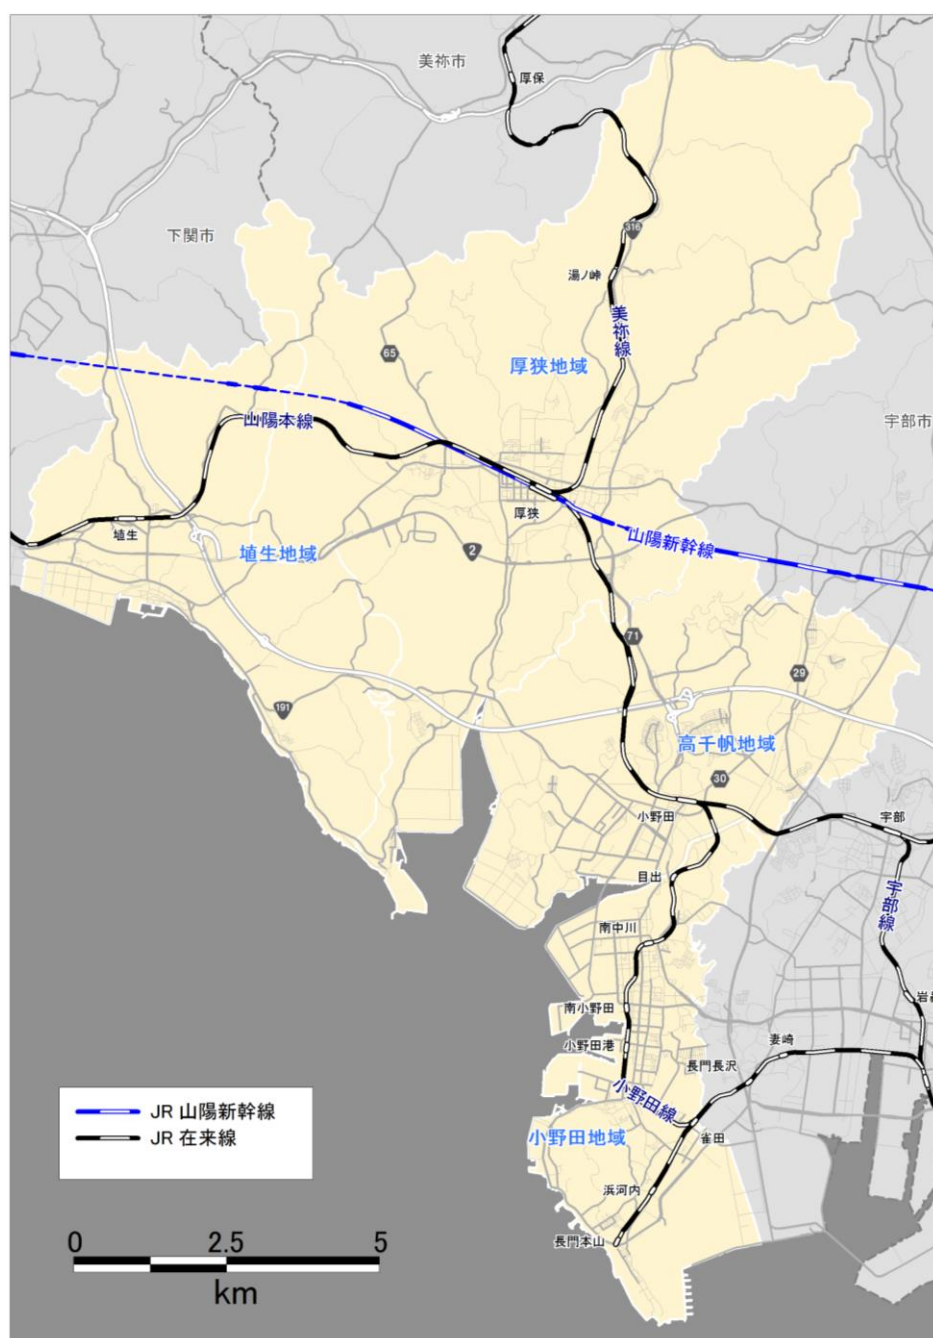 美祢市
厚保
下関市
316
湯ノ峠
美祢線
65
厚狭地域
山陽本線
宇部市
厚狭
埴生
山陽新幹線
埴生地域
2
71
29
191
高千帆地域
30
小野田
宇部
目出
宇部線
南中川
岩
南小野田
妻崎
小野田港
長門長沢
小野田線
JR 山陽新幹線
JR 在来線
小野田地域
雀田
浜河内
長門本山
0 2.5 5
km